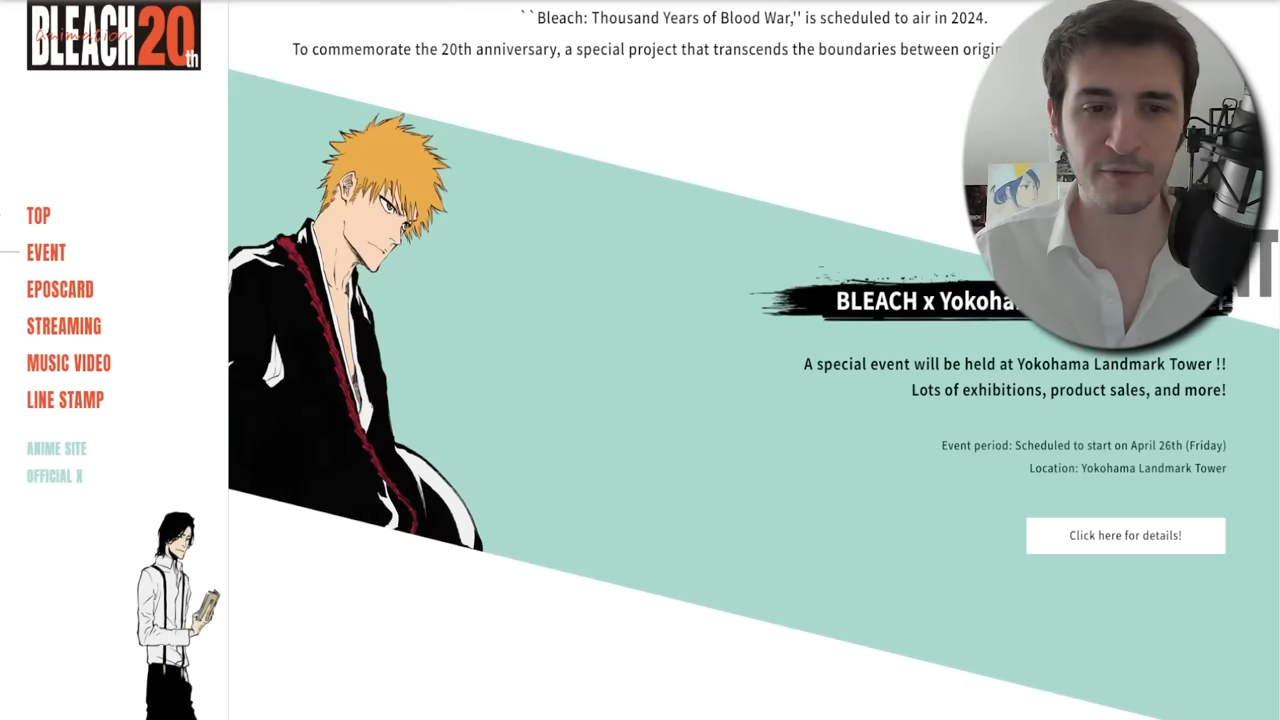 BLEACH 20th
Animation
``Bleach: Thousand Years of Blood War,'' is scheduled to air in 2024.
To commemorate the 20th anniversary, a special project that transcends the boundaries between
TOP
EVENT
EPOSCARD
STREAMING
MUSIC VIDEO
LINE STAMP
ANIME SITE
OFFICIAL X
BLEACH x
A special event will be held at Yokohama Landmark Tower !!
Lots of exhibitions, product sales, and more!
Event period: Scheduled to start on April 26th (Friday)
Location: Yokohama Landmark Tower
Click here for details!